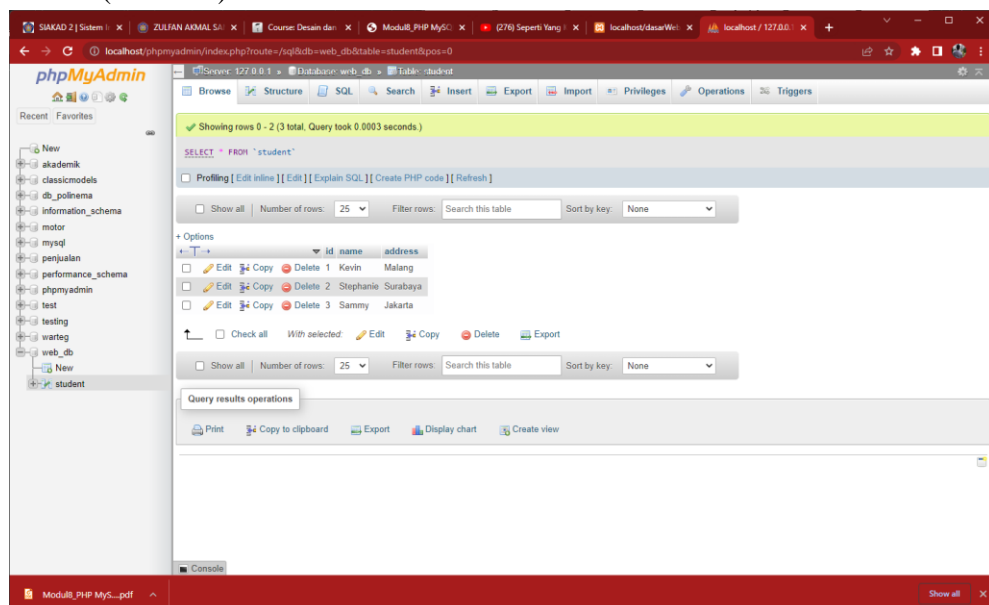 SIAKAD 2 | Sistem I
ZULFAN AKMAL SA
Course: Desain dan
Modul8_PHP MySQ
(276) Seperti Yang
localhost/dasarWeb
localhost / 127.0.0.1
localhost/phpmyadmin/index.php?route=/sql&db=web_db&table=student&pos=0
phpMyAdmin
Recent Favorites
New
akademik
classicmodels
db_polinema
information_schema
motor
mysql
penjualan
performance_schema
phpmyadmin
test
testing
warteg
web_db
New
student
Server: 127.0.0.1 » Database: web_db » Table: student
Browse Structure SQL Search Insert Export Import Privileges Operations Triggers
Showing rows 0 - 2 (3 total, Query took 0.0003 seconds.)
SELECT * FROM `student`
Profiling [ Edit inline ] [ Edit ] [ Explain SQL ] [ Create PHP code ] [ Refresh ]
Show all | Number of rows: 25 Filter rows: Search this table Sort by key: None
+ Options
id name address
Edit Copy Delete 1 Kevin Malang
Edit Copy Delete 2 Stephanie Surabaya
Edit Copy Delete 3 Sammy Jakarta
Check all With selected: Edit Copy Delete Export
Show all | Number of rows: 25 Filter rows: Search this table Sort by key: None
Query results operations
Print Copy to clipboard Export Display chart Create view
Console
Modul8_PHP MyS....pdf
Show all